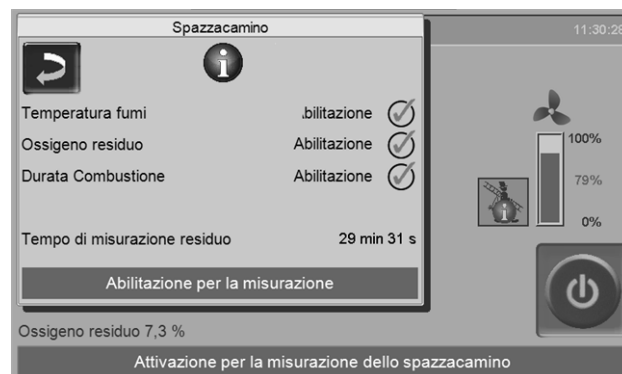 Spazzacamino
11:30:28
Temperatura fumi .bilitazione
Ossigeno residuo Abilitazione
Durata Combustione Abilitazione
Tempo di misurazione residuo 29 min 31 s
Abilitazione per la misurazione
100%
79%
0%
Ossigeno residuo 7,3 %
Attivazione per la misurazione dello spazzacamino